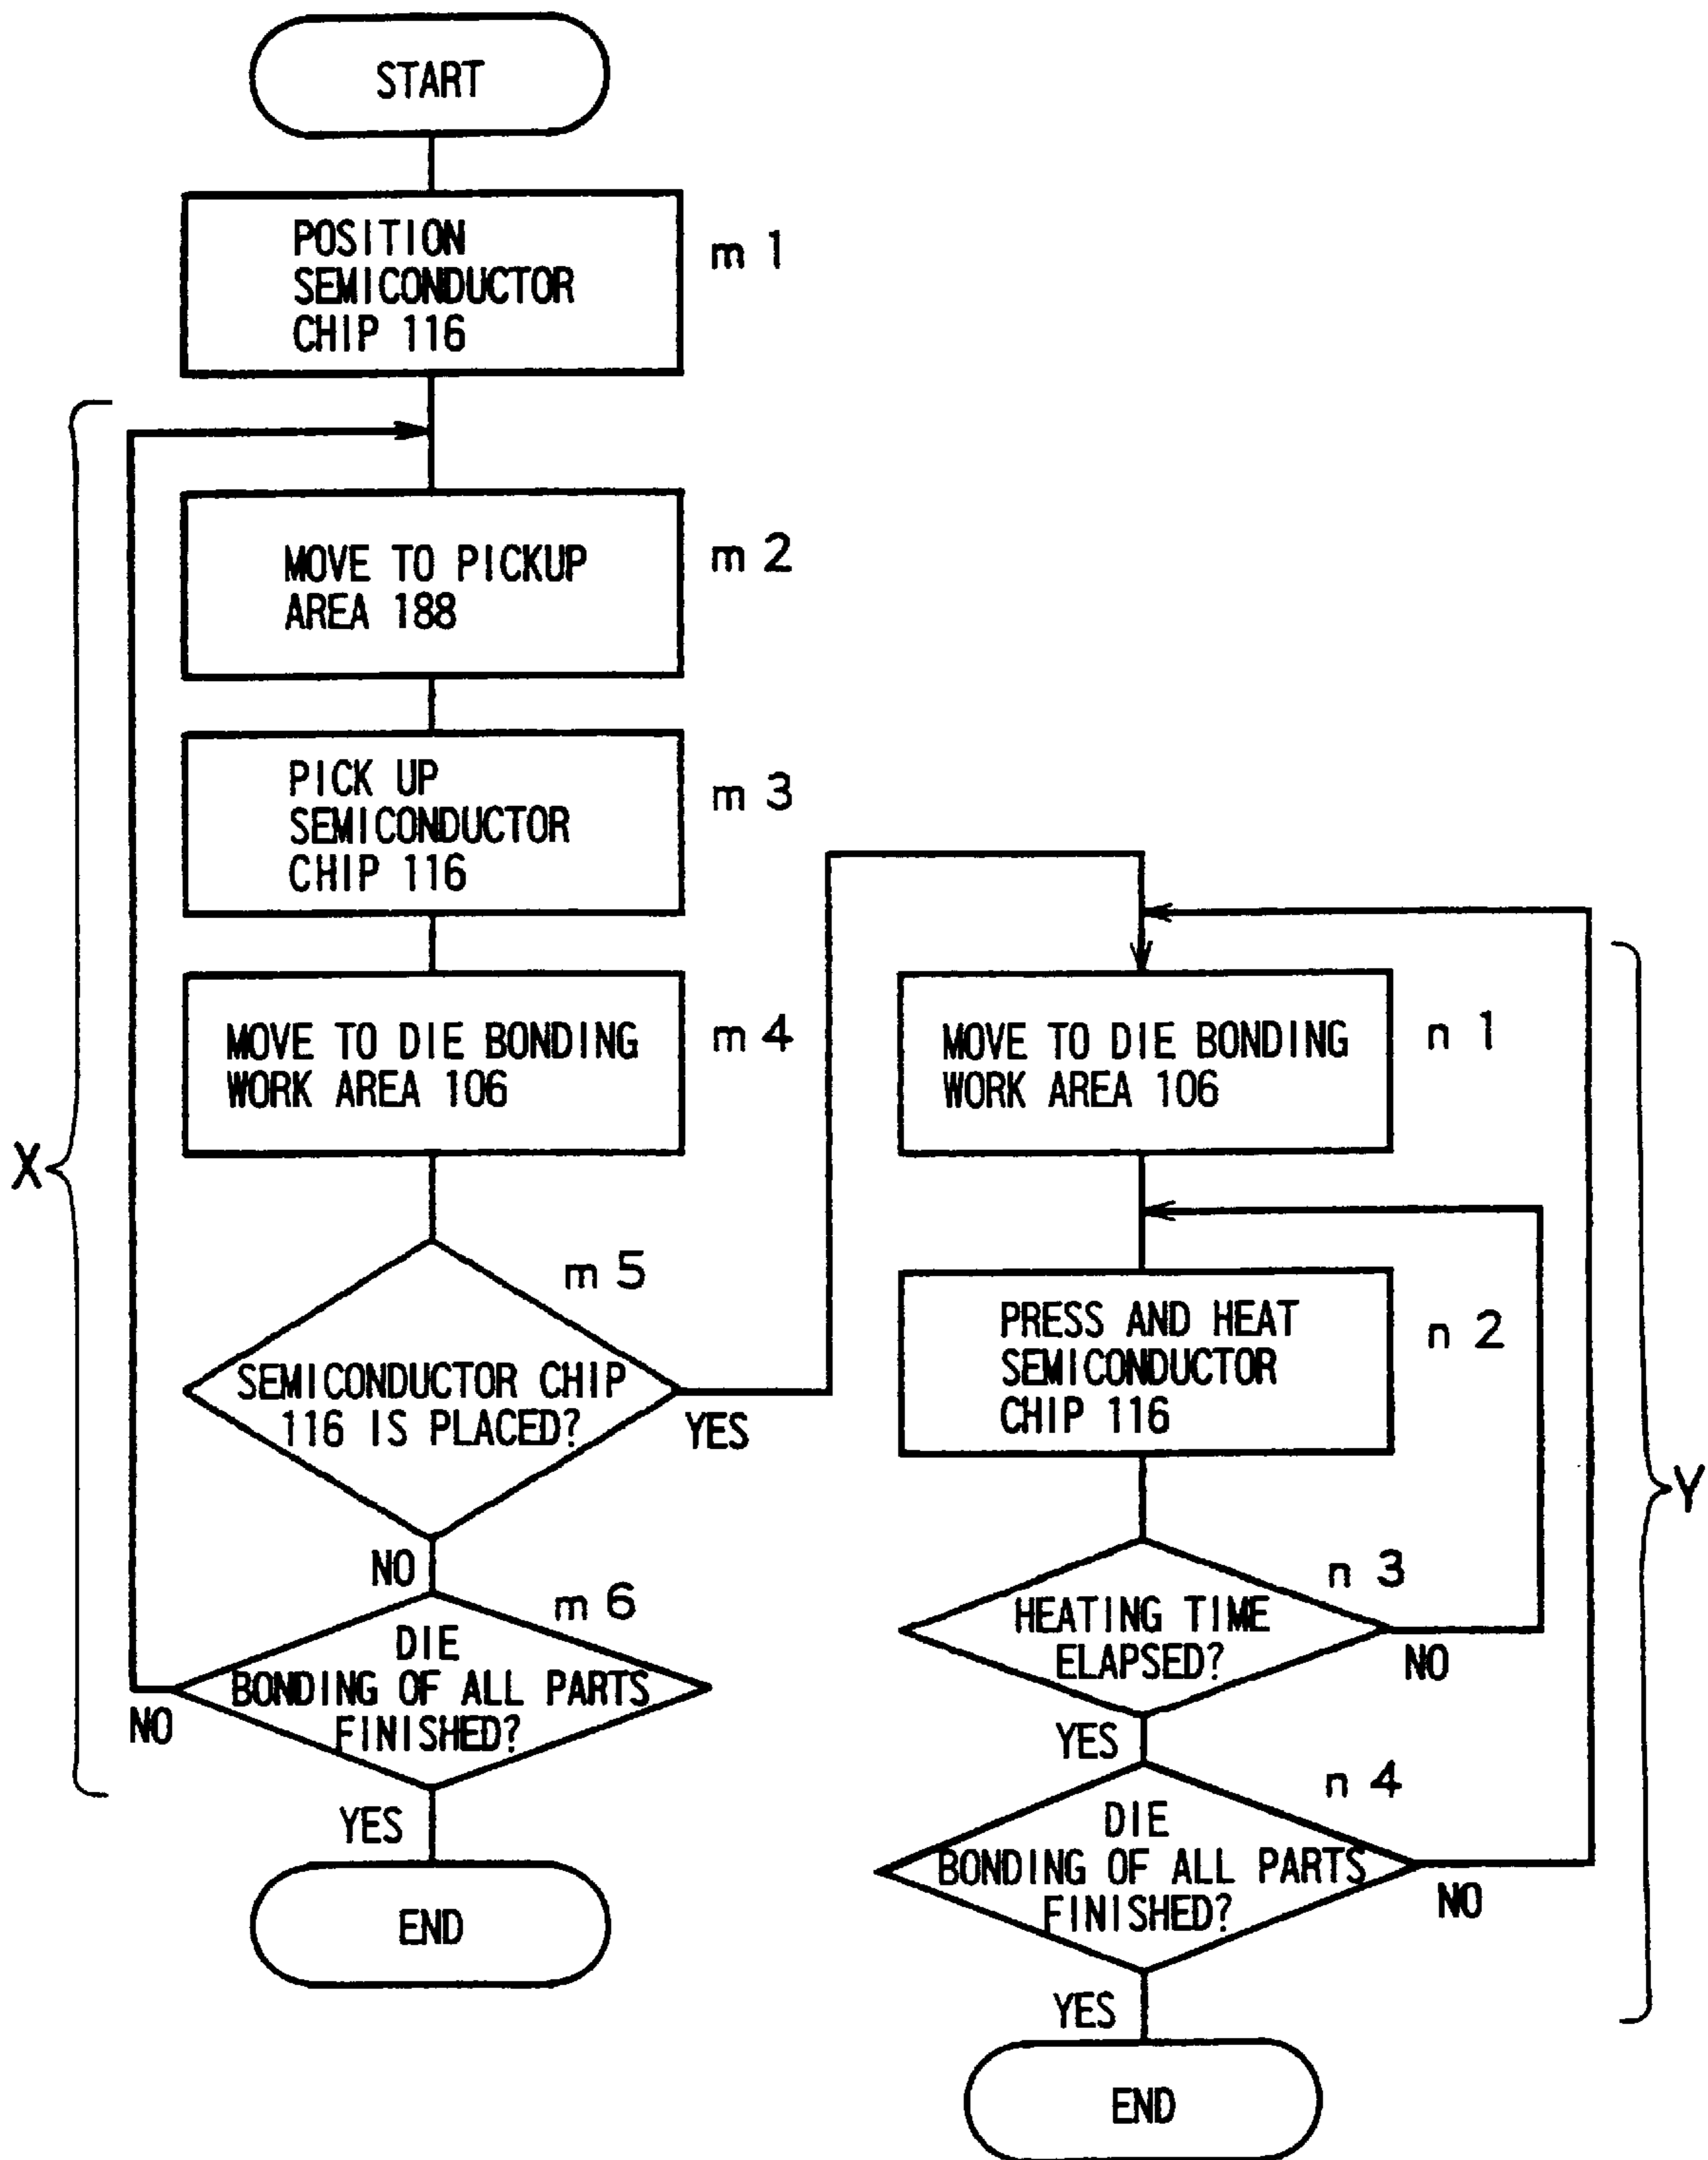 START
POSITION
SEMICONDUCTOR
CHIP 116
m 1
MOVE TO PICKUP
AREA 188
m 2
PICK UP
SEMICONDUCTOR
CHIP 116
m 3
MOVE TO DIE BONDING
WORK AREA 106
m 4
X
m 5
SEMICONDUCTOR CHIP
116 IS PLACED?
YES
NO
m 6
DIE
BONDING OF ALL PARTS
FINISHED?
NO
YES
END
MOVE TO DIE BONDING
WORK AREA 106
n 1
PRESS AND HEAT
SEMICONDUCTOR
CHIP 116
n 2
Y
n 3
HEATING TIME
ELAPSED?
NO
YES
n 4
DIE
BONDING OF ALL PARTS
FINISHED?
NO
YES
END